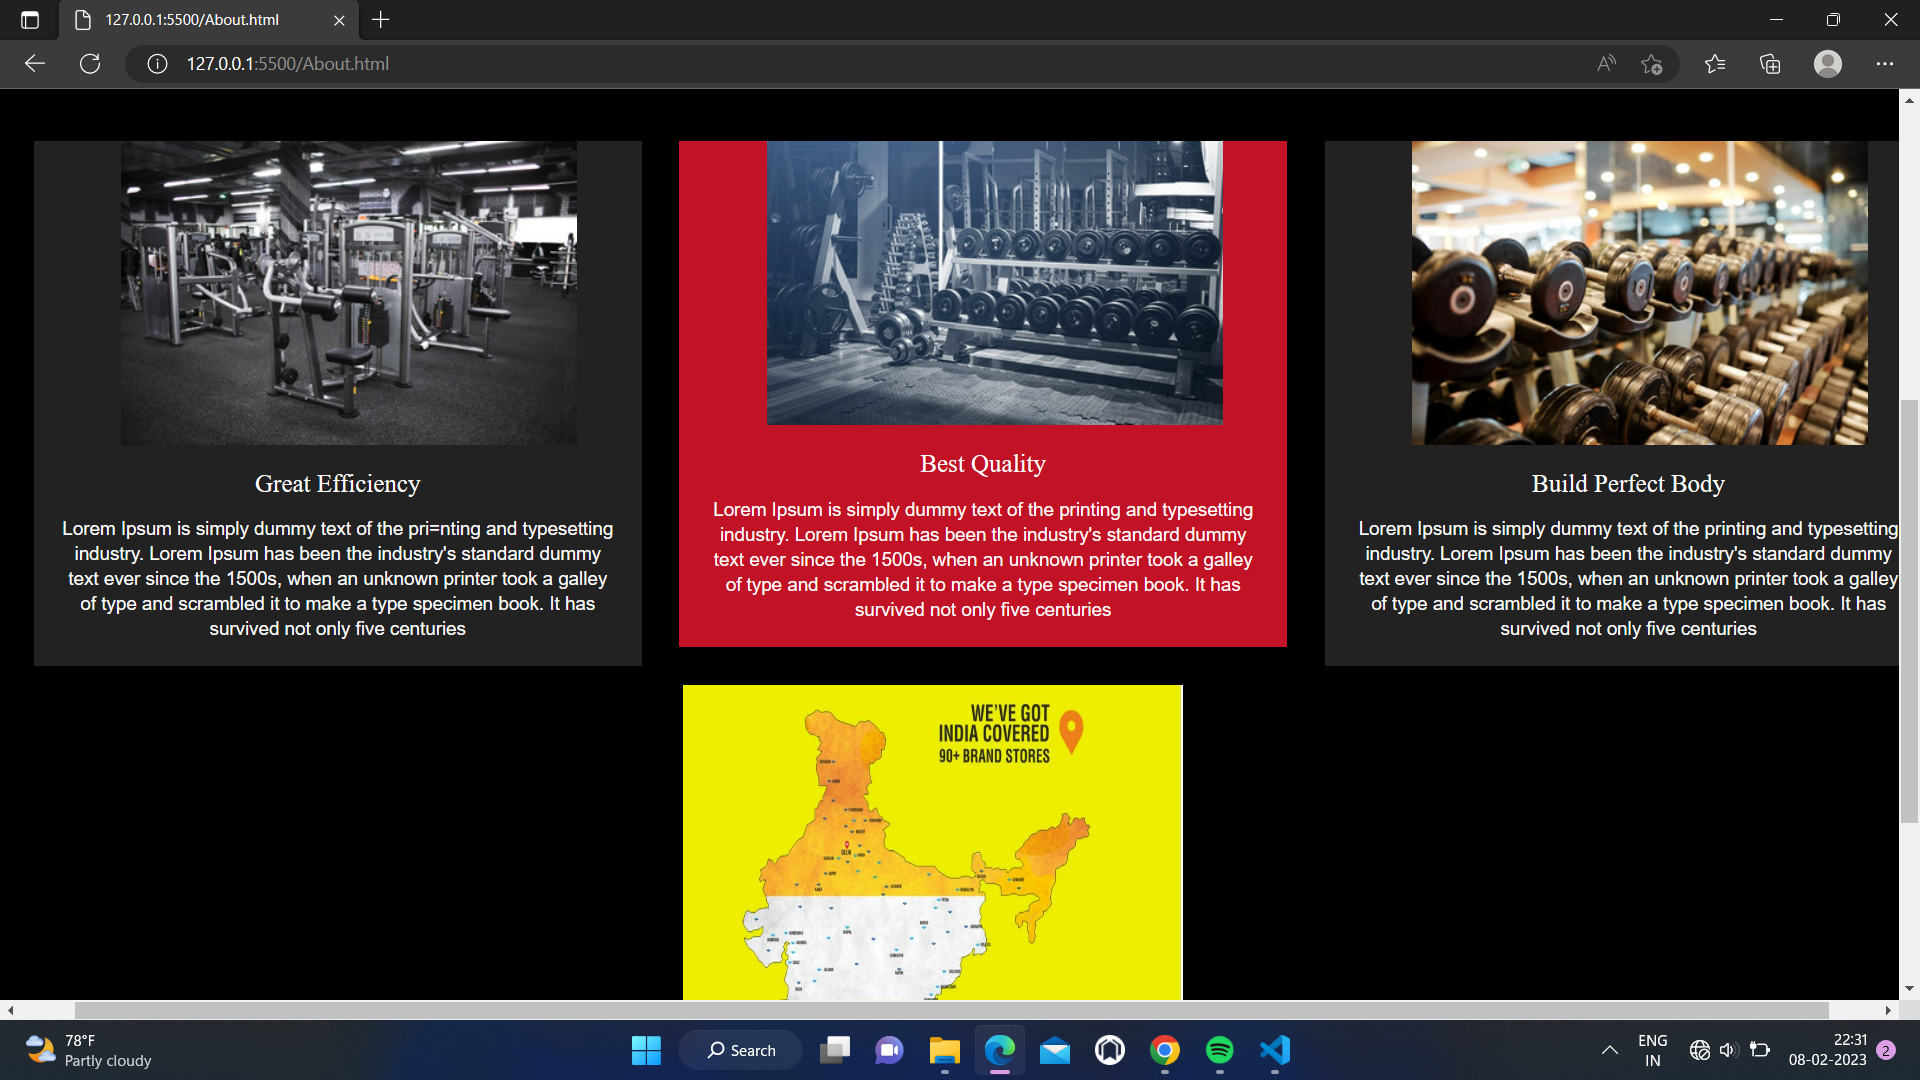 127.0.0.1:5500/About.html
127.0.0.1:5500/About.html
Great Efficiency
Lorem Ipsum is simply dummy text of the pri=nting and typesetting
industry. Lorem Ipsum has been the industry's standard dummy
text ever since the 1500s, when an unknown printer took a galley
of type and scrambled it to make a type specimen book. It has
survived not only five centuries
Best Quality
Lorem Ipsum is simply dummy text of the printing and typesetting
industry. Lorem Ipsum has been the industry's standard dummy
text ever since the 1500s, when an unknown printer took a galley
of type and scrambled it to make a type specimen book. It has
survived not only five centuries
Build Perfect Body
Lorem Ipsum is simply dummy text of the printing and typesetting
industry. Lorem Ipsum has been the industry's standard dummy
text ever since the 1500s, when an unknown printer took a galley
of type and scrambled it to make a type specimen book. It has
survived not only five centuries
WE'VE GOT
INDIA COVERED
90+ BRAND STORES
DELHI
78°F
Partly cloudy
Search
ENG
IN
22:31
08-02-2023
2